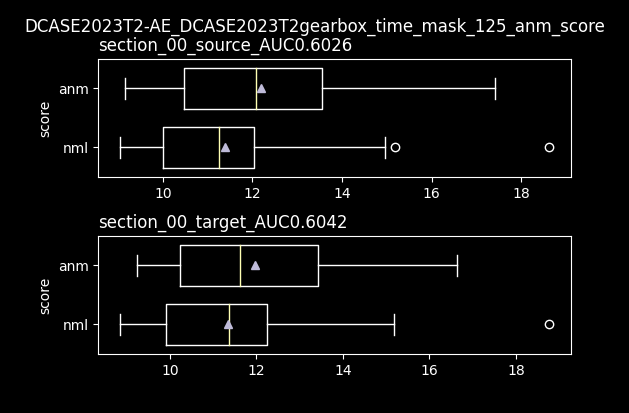 DCASE2023T2-AE_DCASE2023T2gearbox_time_mask_125_anm_score
section_00_source_AUC0.6026
anm
nml
score
10 12 14 16 18
section_00_target_AUC0.6042
anm
nml
score
10 12 14 16 18